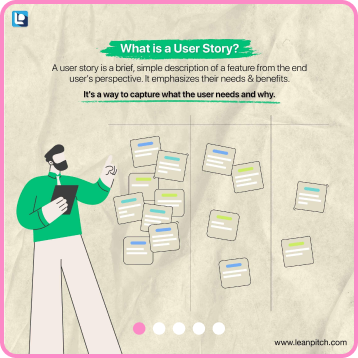 What is a User Story?
A user story is a brief, simple description of a feature from the end
user's perspective. It emphasizes their needs & benefits.
It's a way to capture what the user needs and why.
www.leanpitch.com